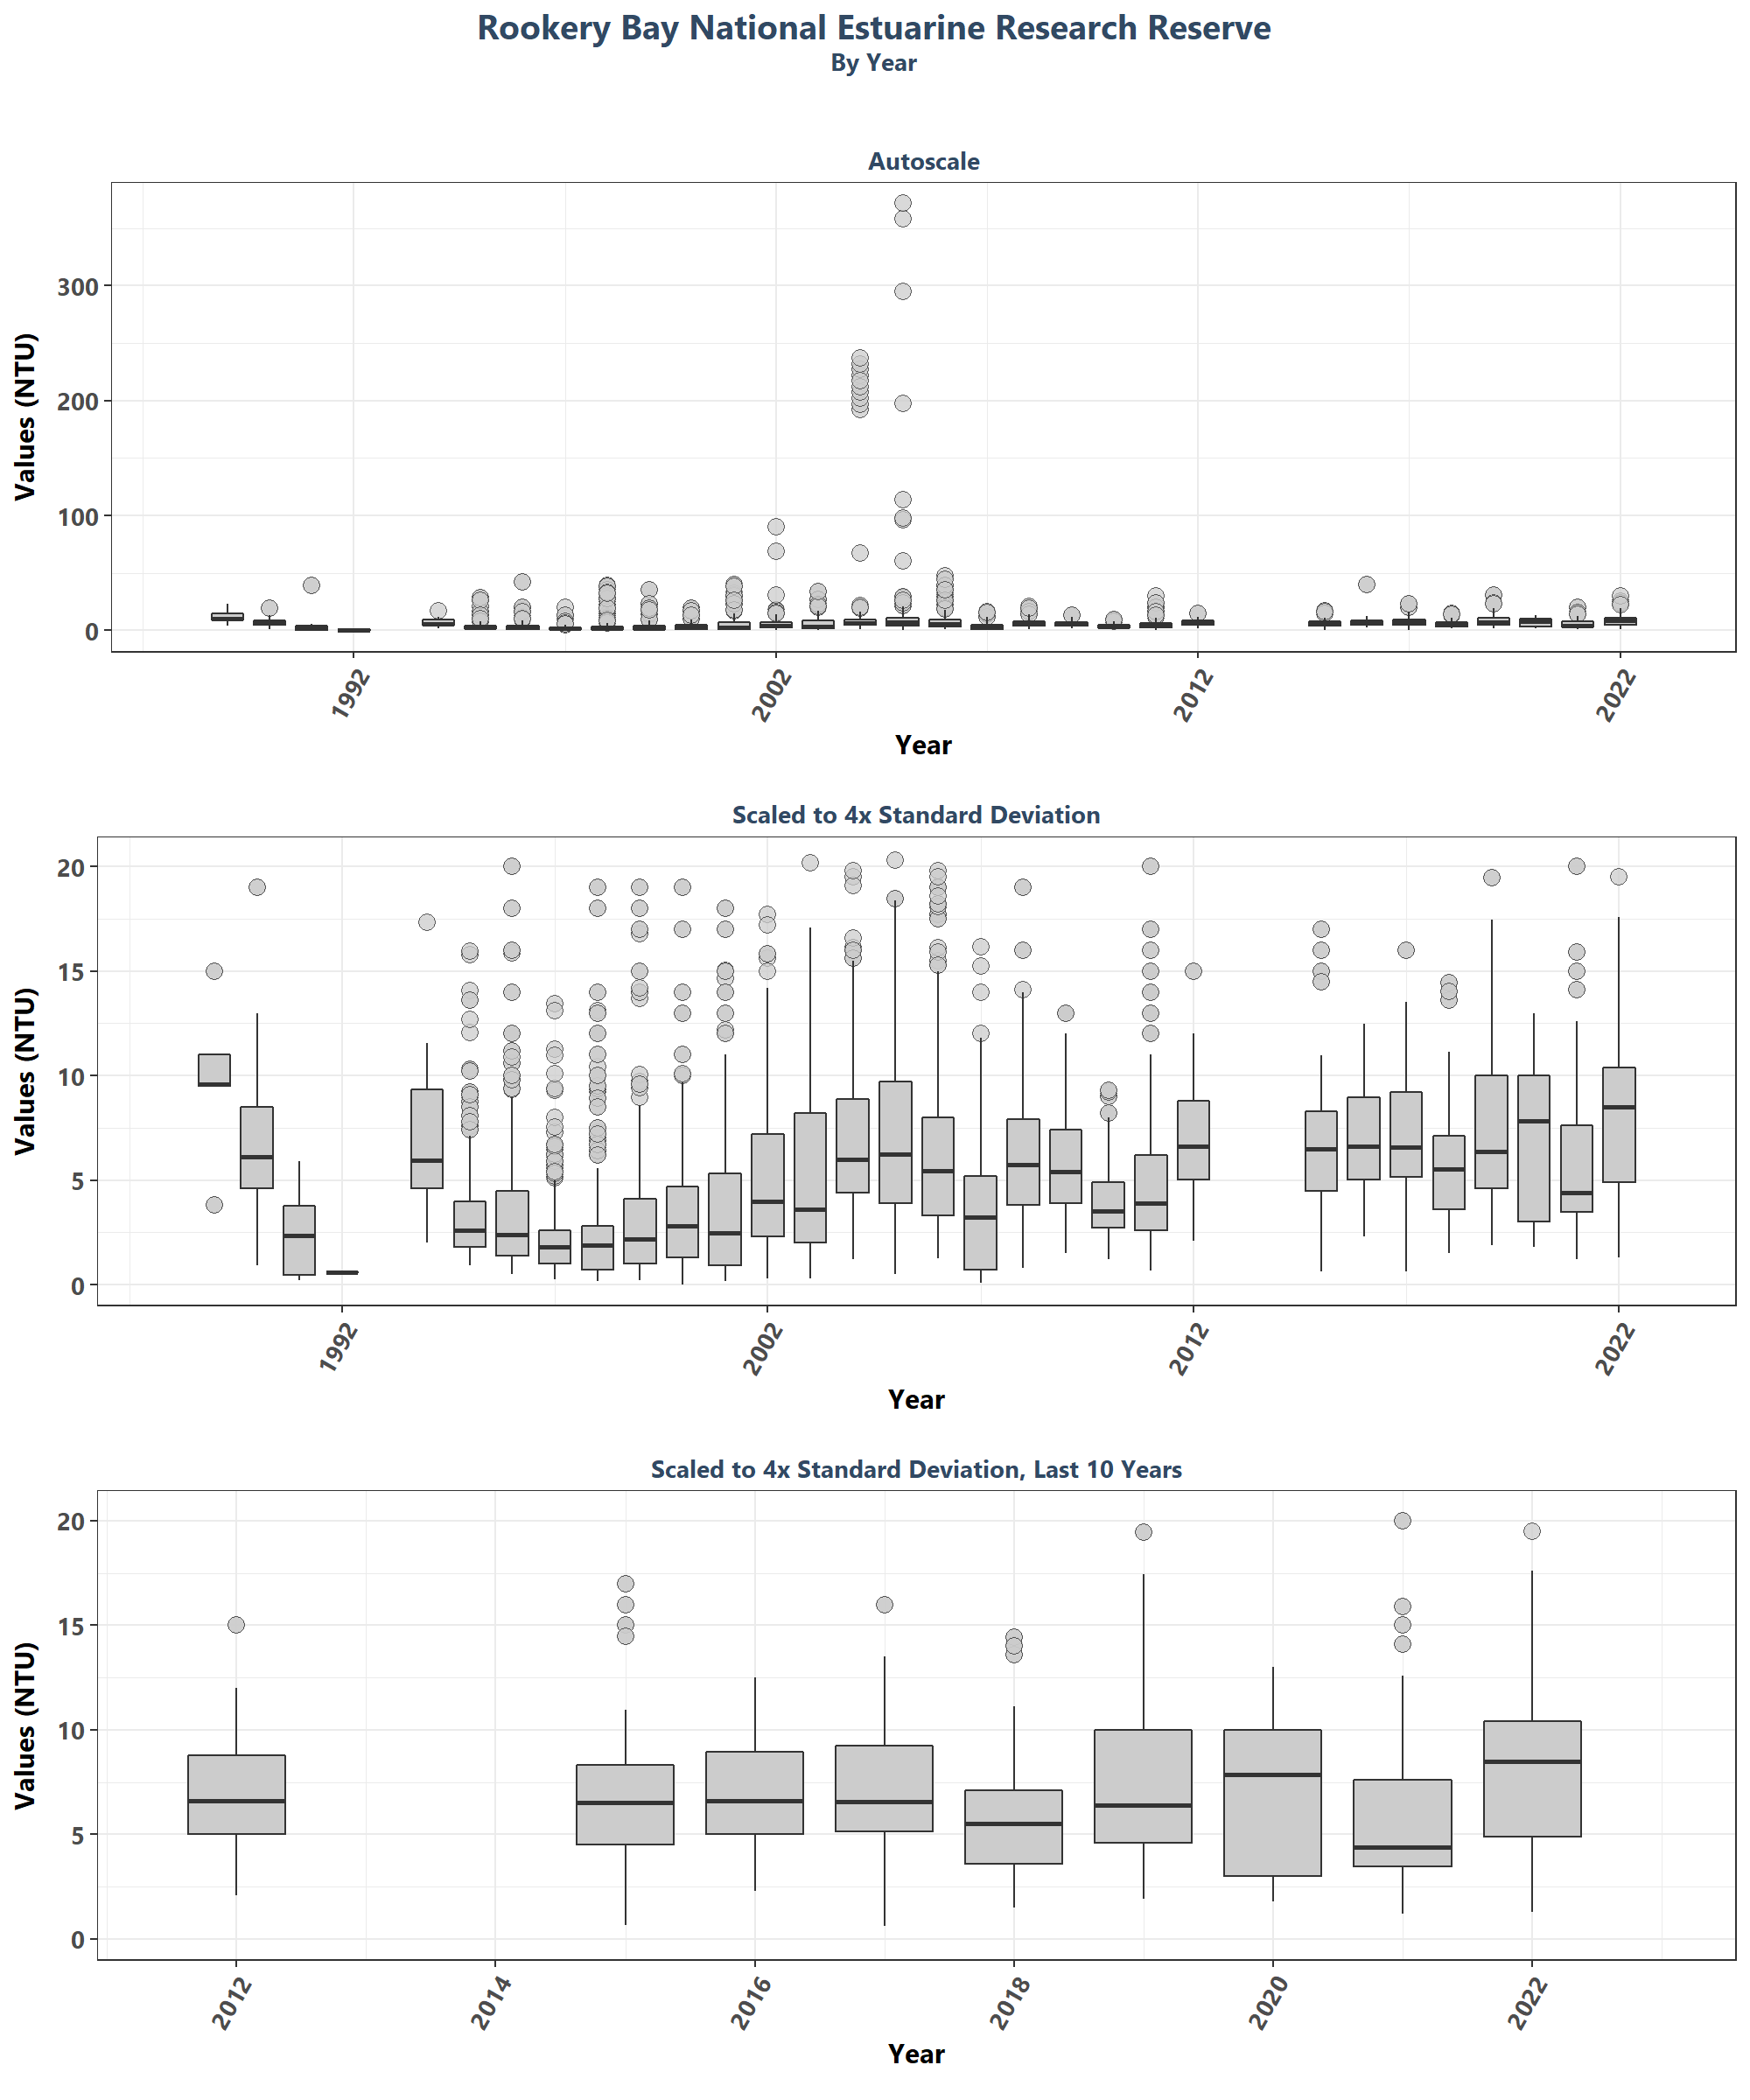 Rookery Bay National Estuarine Research Reserve
By Year
Autoscale
Values (NTU)
300
200
100
0
1992
2002
2012
2022
Year
Scaled to 4x Standard Deviation
Values (NTU)
20
15
10
5
0
1992
2002
2012
2022
Year
Scaled to 4x Standard Deviation, Last 10 Years
Values (NTU)
20
15
10
5
0
2012
2014
2016
2018
2020
2022
Year